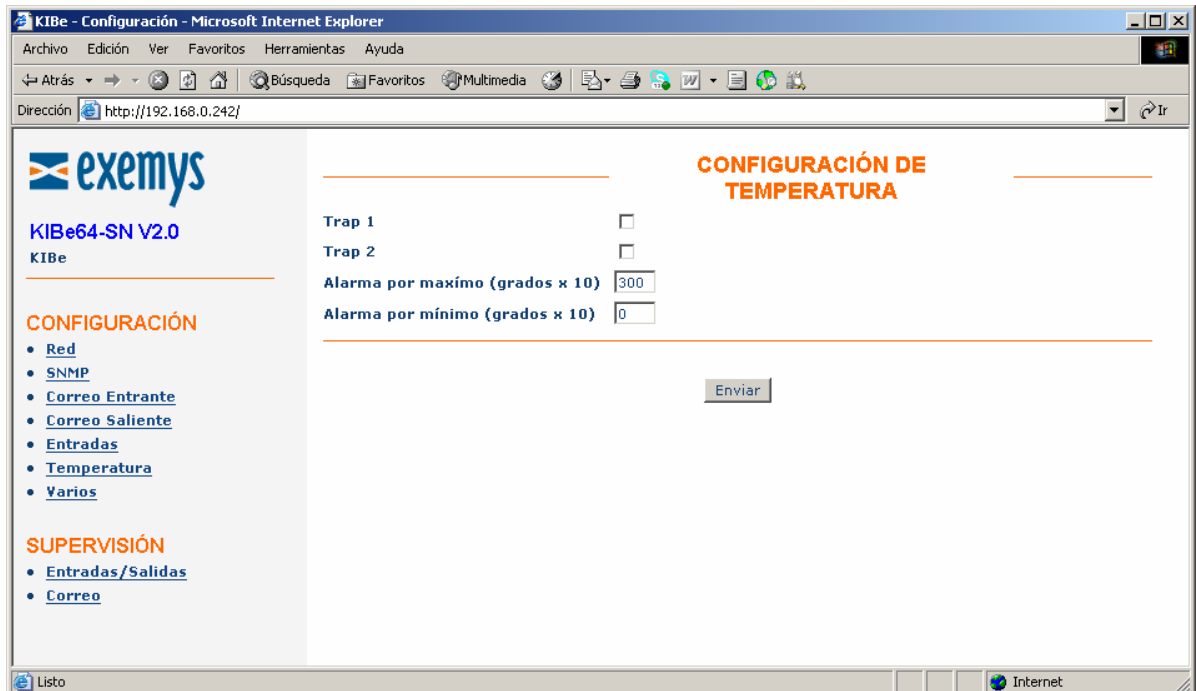 KIBe - Configuración - Microsoft Internet Explorer
Archivo Edición Ver Favoritos Herramientas Ayuda
Atrás Búsqueda Favoritos Multimedia
Dirección http://192.168.0.242/ Ir
exemys
KIBe64-SN V2.0
KIBe
CONFIGURACIÓN
Red
SNMP
Correo Entrante
Correo Saliente
Entradas
Temperatura
Varios
SUPERVISIÓN
Entradas/Salidas
Correo
CONFIGURACIÓN DE
TEMPERATURA
Trap 1
Trap 2
Alarma por maxímo (grados x 10) 300
Alarma por mínimo (grados x 10) 0
Enviar
Listo Internet